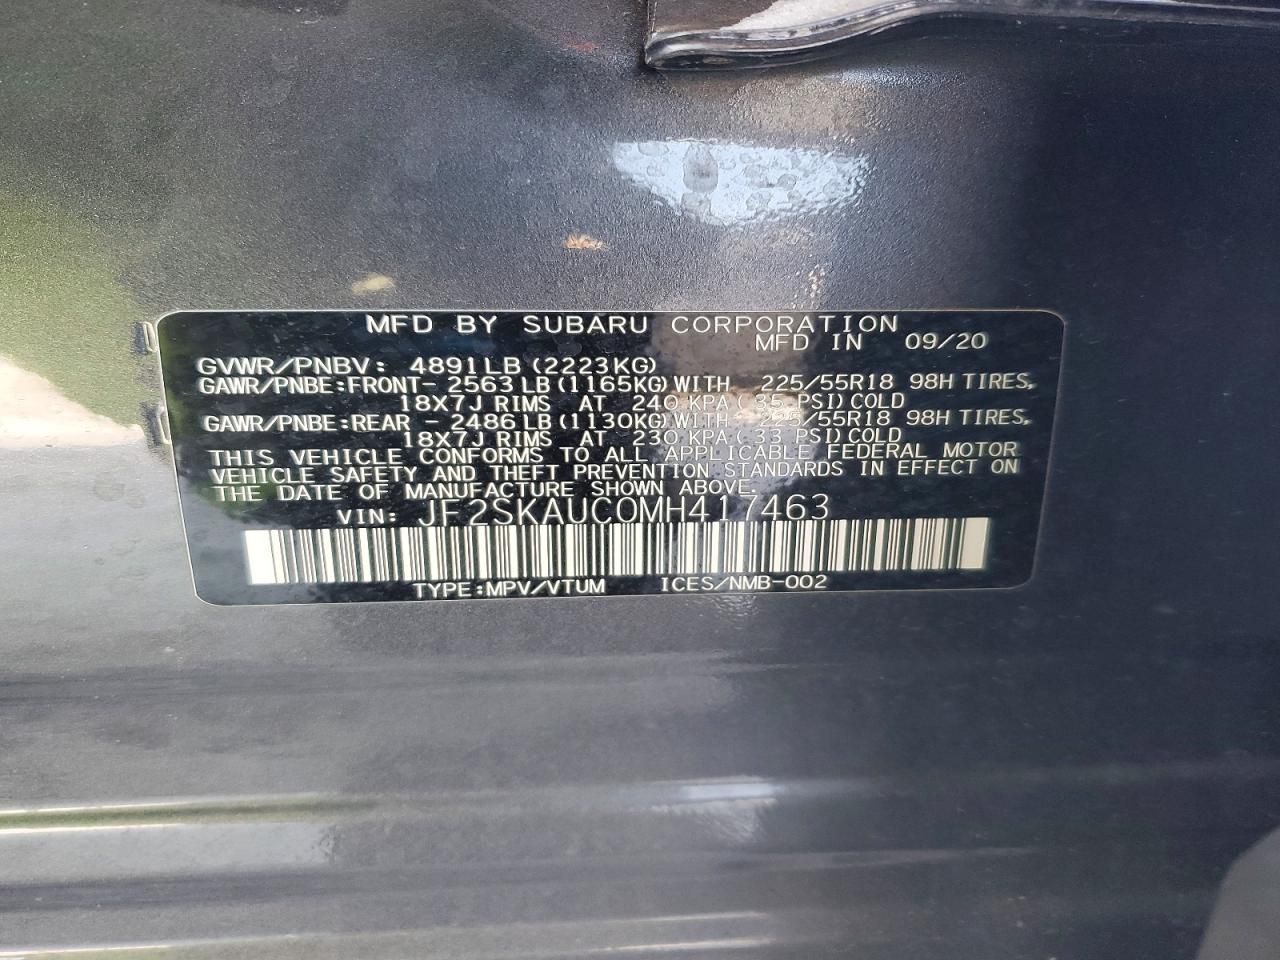 MFD BY SUBARU CORPORATION
MFD IN 09/20
GVWR/PNBV: 4891LB (2223KG)
GAWR/PNBE:FRONT- 2563LB(1165KG)WITH 225/55R18 98H TIRES,
18X7J RIMS AT 240 KPA( 35 PSI)COLD
GAWR/PNBE:REAR - 2486LB(1130KG)WITH 225/55R18 98H TIRES,
18X7J RIMS AT 230 KPA( 33 PSI)COLD
THIS VEHICLE CONFORMS TO ALL APPLICABLE FEDERAL MOTOR
VEHICLE SAFETY AND THEFT PREVENTION STANDARDS IN EFFECT ON
THE DATE OF MANUFACTURE SHOWN ABOVE.
VIN: JF2SKAUC0MH417463
TYPE:MPV/VTUM ICES/NMB-002